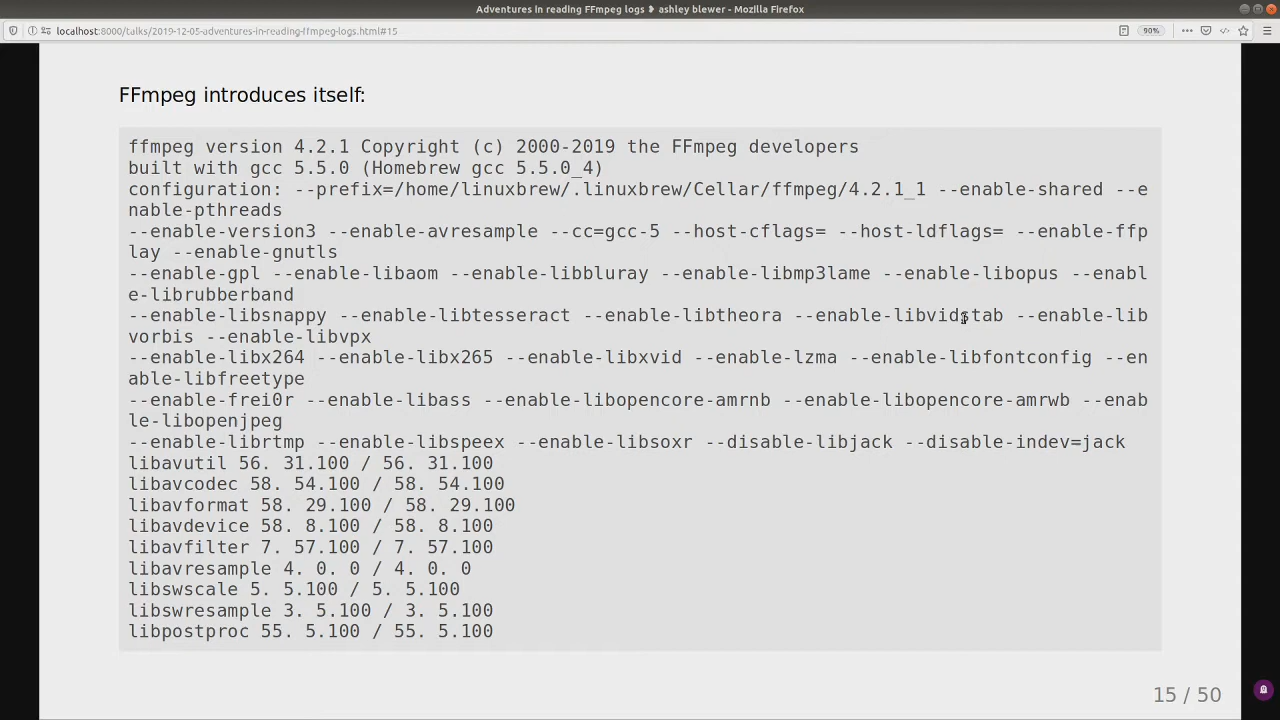 Adventures in reading FFmpeg logs ❥ ashley blewer - Mozilla Firefox
localhost:8000/talks/2019-12-05-adventures-in-reading-ffmpeg-logs.html#15
90%
FFmpeg introduces itself:
ffmpeg version 4.2.1 Copyright (c) 2000-2019 the FFmpeg developers
built with gcc 5.5.0 (Homebrew gcc 5.5.0_4)
configuration: --prefix=/home/linuxbrew/.linuxbrew/Cellar/ffmpeg/4.2.1_1 --enable-shared --e
nable-pthreads
--enable-version3 --enable-avresample --cc=gcc-5 --host-cflags= --host-ldflags= --enable-ffp
lay --enable-gnutls
--enable-gpl --enable-libaom --enable-libbluray --enable-libmp3lame --enable-libopus --enabl
e-librubberband
--enable-libsnappy --enable-libtesseract --enable-libtheora --enable-libvidstab --enable-lib
vorbis --enable-libvpx
--enable-libx264 --enable-libx265 --enable-libxvid --enable-lzma --enable-libfontconfig --en
able-libfreetype
--enable-frei0r --enable-libass --enable-libopencore-amrnb --enable-libopencore-amrwb --enab
le-libopenjpeg
--enable-librtmp --enable-libspeex --enable-libsoxr --disable-libjack --disable-indev=jack
libavutil 56. 31.100 / 56. 31.100
libavcodec 58. 54.100 / 58. 54.100
libavformat 58. 29.100 / 58. 29.100
libavdevice 58. 8.100 / 58. 8.100
libavfilter 7. 57.100 / 7. 57.100
libavresample 4. 0. 0 / 4. 0. 0
libswscale 5. 5.100 / 5. 5.100
libswresample 3. 5.100 / 3. 5.100
libpostproc 55. 5.100 / 55. 5.100
15 / 50